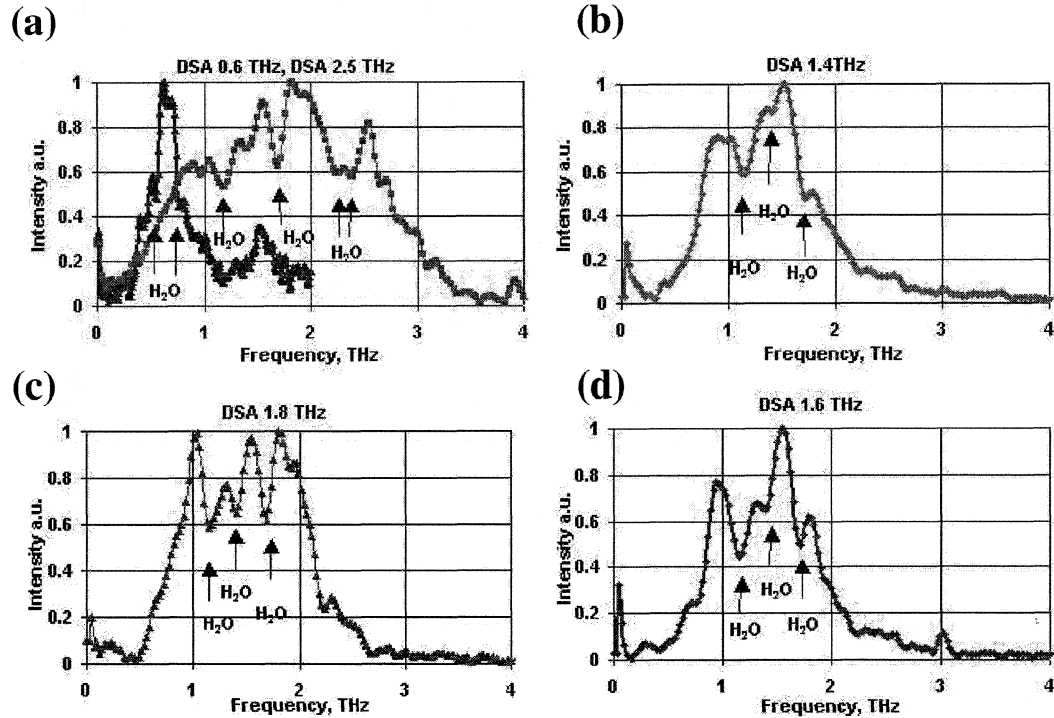 (a)
DSA 0.6 THz, DSA 2.5 THz
Intensity a.u.
1
0.8
0.6
0.4
0.2
0
H₂O
H₂O
H₂O
H₂O
0 1 2 3 4
Frequency, THz
(b)
DSA 1.4THz
Intensity a.u.
1
0.8
0.6
0.4
0.2
0
H₂O
H₂O
H₂O
0 1 2 3 4
Frequency, THz
(c)
DSA 1.8 THz
Intensity a.u.
1
0.8
0.6
0.4
0.2
0
H₂O
H₂O
H₂O
0 1 2 3 4
Frequency, THz
(d)
DSA 1.6 THz
Intensity a.u.
1
0.8
0.6
0.4
0.2
0
H₂O
H₂O
H₂O
0 1 2 3 4
Frequency, THz